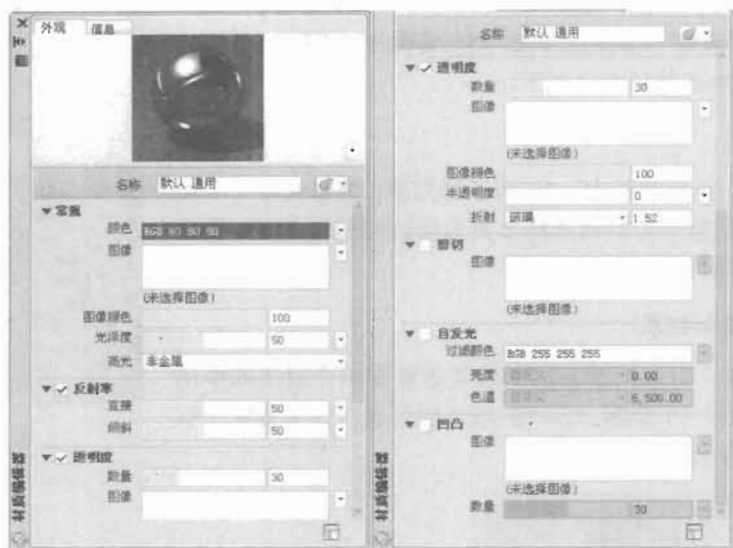 外观 信息
名称 默认 通用
常规
颜色 RGB 80 80 80
图像
(未选择图像)
图像褪色 100
光泽度 50
高光 非金属
反射率
直接 50
倾斜 50
透明度
数量 30
图像
材质编辑器
名称 默认 通用
透明度
数量 30
图像
(未选择图像)
图像褪色 100
半透明度 0
折射 玻璃 1.52
剪切
图像
(未选择图像)
自发光
过滤颜色 RGB 255 255 255
亮度 0.00
色温 6,500.00
凹凸
图像
(未选择图像)
数量 30
材质编辑器